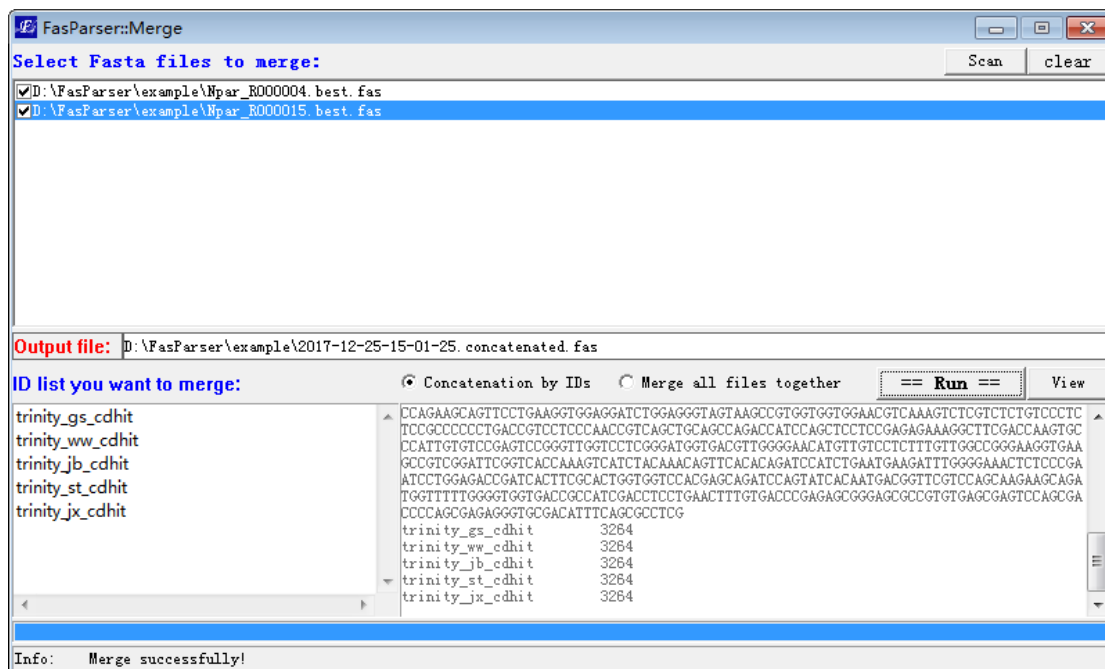 FasParser::Merge
Select Fasta files to merge:
Scan
clear
D:\FasParser\example\Npar_R000004.best.fas
D:\FasParser\example\Npar_R000015.best.fas
Output file: D:\FasParser\example\2017-12-25-15-01-25.concatenated.fas
ID list you want to merge:
Concatenation by IDs
Merge all files together
== Run ==
View
trinity_gs_cdhit
trinity_ww_cdhit
trinity_jb_cdhit
trinity_st_cdhit
trinity_jx_cdhit
CCAGAAGCAGTTCCTGAAGGTGGAGGATCTGGAGGGTAGTAAGCCGTGGTGGTGGAACGTCAAAGTCTCGTCTCTGTCCCTC
TCCGCCCCCCTGACCGTCCTCCCAACCGTCAGCTGCAGCCAGACCATCCAGCTCCTCCGAGAGAAAGGCTTCGACCAAGTGC
CCATTGTGTCCGAGTCCGGGTTGGTCCTCGGGATGGTGACGTTGGGGAACATGTTGTCCTCTTTGTTGGCCGGGAAGGTGAA
GCCGTCGGATTCGGTCACCAAAGTCATCTACAAACAGTTCACACAGATCCATCTGAATGAAGATTTGGGGAAACTCTCCCGA
ATCCTGGAGACCGATCACTTCGCACTGGTCCACGAGCAGATCCAGTATCACAATGACGGTTCGTCCAGCAAGAAGCAGA
TGGTTTTTGGGGTGGTGACCGCCATCGACCTCCTGAACTTTGTGACCCGAGAGCGGGAGCGCCGTGTGAGCGAGTCCAGCGA
CCCCAGCGAGAGGGTGCGACATTTCAGCGCCTCG
trinity_gs_cdhit 3264
trinity_ww_cdhit 3264
trinity_jb_cdhit 3264
trinity_st_cdhit 3264
trinity_jx_cdhit 3264
Info: Merge successfully!